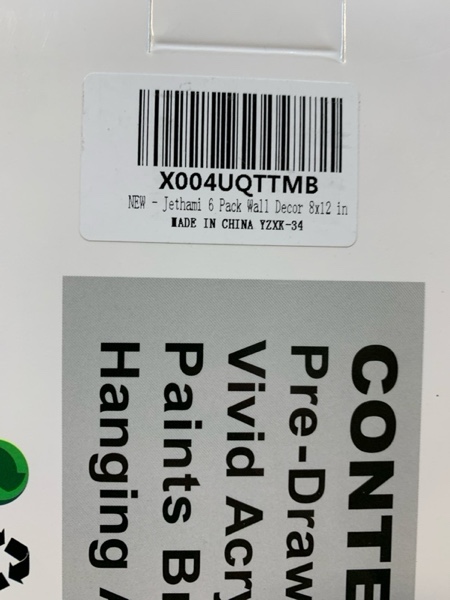 X004UQTTMB
NEW - Jethami 6 Pack Wall Decor 8x12 in
MADE IN CHINA YZXK-34
CONTE
Pre-Draw
Vivid Acry
Paints Br
Hanging A